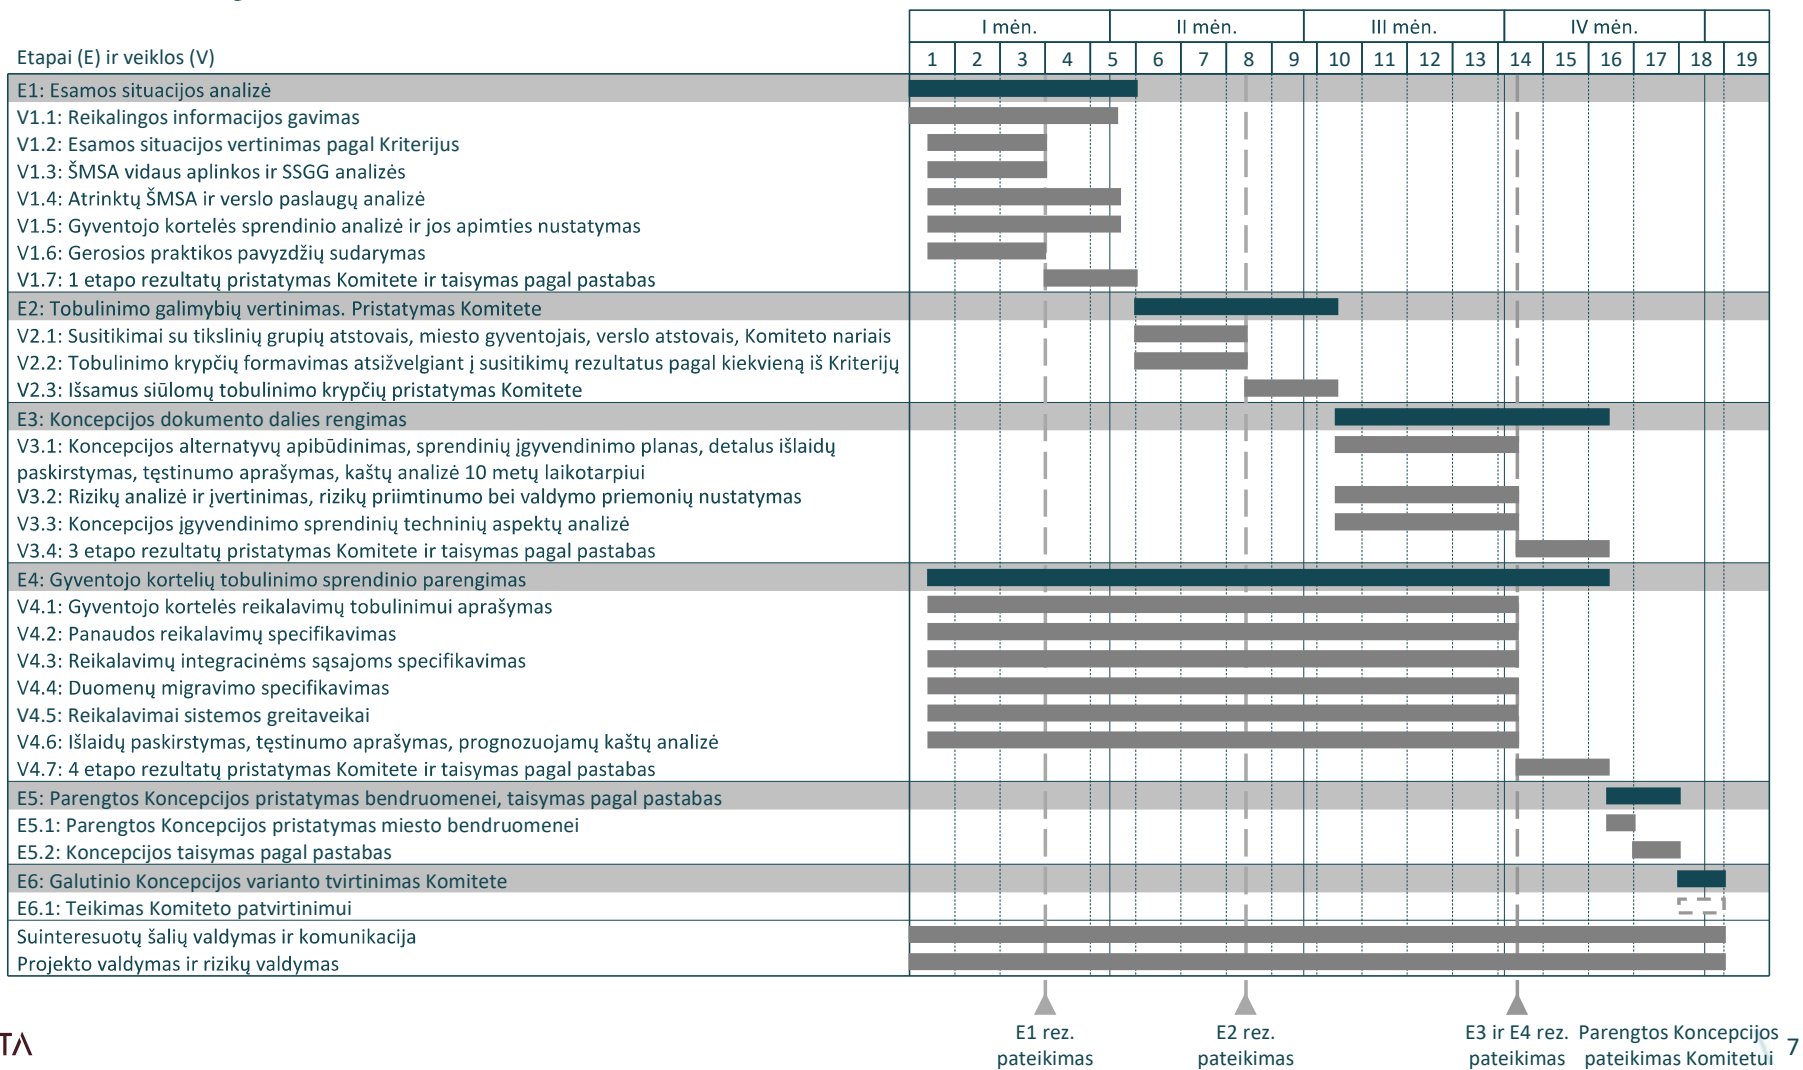 I mėn. II mėn. III mėn. IV mėn.
Etapai (E) ir veiklos (V) 1 2 3 4 5 6 7 8 9 10 11 12 13 14 15 16 17 18 19
E1: Esamos situacijos analizė
V1.1: Reikalingos informacijos gavimas
V1.2: Esamos situacijos vertinimas pagal Kriterijus
V1.3: ŠMSA vidaus aplinkos ir SSGG analizės
V1.4: Atrinktų ŠMSA ir verslo paslaugų analizė
V1.5: Gyventojo kortelės sprendinio analizė ir jos apimties nustatymas
V1.6: Gerosios praktikos pavyzdžių sudarymas
V1.7: 1 etapo rezultatų pristatymas Komitete ir taisymas pagal pastabas
E2: Tobulinimo galimybių vertinimas. Pristatymas Komitete
V2.1: Susitikimai su tikslinių grupių atstovais, miesto gyventojais, verslo atstovais, Komiteto nariais
V2.2: Tobulinimo krypčių formavimas atsižvelgiant į susitikimų rezultatus pagal kiekvieną iš Kriterijų
V2.3: Išsamus siūlomų tobulinimo krypčių pristatymas Komitete
E3: Koncepcijos dokumento dalies rengimas
V3.1: Koncepcijos alternatyvų apibūdinimas, sprendinių įgyvendinimo planas, detalus išlaidų
paskirstymas, tęstinumo aprašymas, kaštų analizė 10 metų laikotarpiui
V3.2: Rizikų analizė ir įvertinimas, rizikų priimtinumo bei valdymo priemonių nustatymas
V3.3: Koncepcijos įgyvendinimo sprendinių techninių aspektų analizė
V3.4: 3 etapo rezultatų pristatymas Komitete ir taisymas pagal pastabas
E4: Gyventojo kortelių tobulinimo sprendinio parengimas
V4.1: Gyventojo kortelės reikalavimų tobulinimui aprašymas
V4.2: Panaudos reikalavimų specifikavimas
V4.3: Reikalavimų integracinėms sąsajoms specifikavimas
V4.4: Duomenų migravimo specifikavimas
V4.5: Reikalavimai sistemos greitaveikai
V4.6: Išlaidų paskirstymas, tęstinumo aprašymas, prognozuojamų kaštų analizė
V4.7: 4 etapo rezultatų pristatymas Komitete ir taisymas pagal pastabas
E5: Parengtos Koncepcijos pristatymas bendruomenei, taisymas pagal pastabas
E5.1: Parengtos Koncepcijos pristatymas miesto bendruomenei
E5.2: Koncepcijos taisymas pagal pastabas
E6: Galutinio Koncepcijos varianto tvirtinimas Komitete
E6.1: Teikimas Komiteto patvirtinimui
Suinteresuotų šalių valdymas ir komunikacija
Projekto valdymas ir rizikų valdymas
E1 rez. E2 rez. E3 ir E4 rez. Parengtos Koncepcijos
pateikimas pateikimas pateikimas pateikimas Komitetui
7